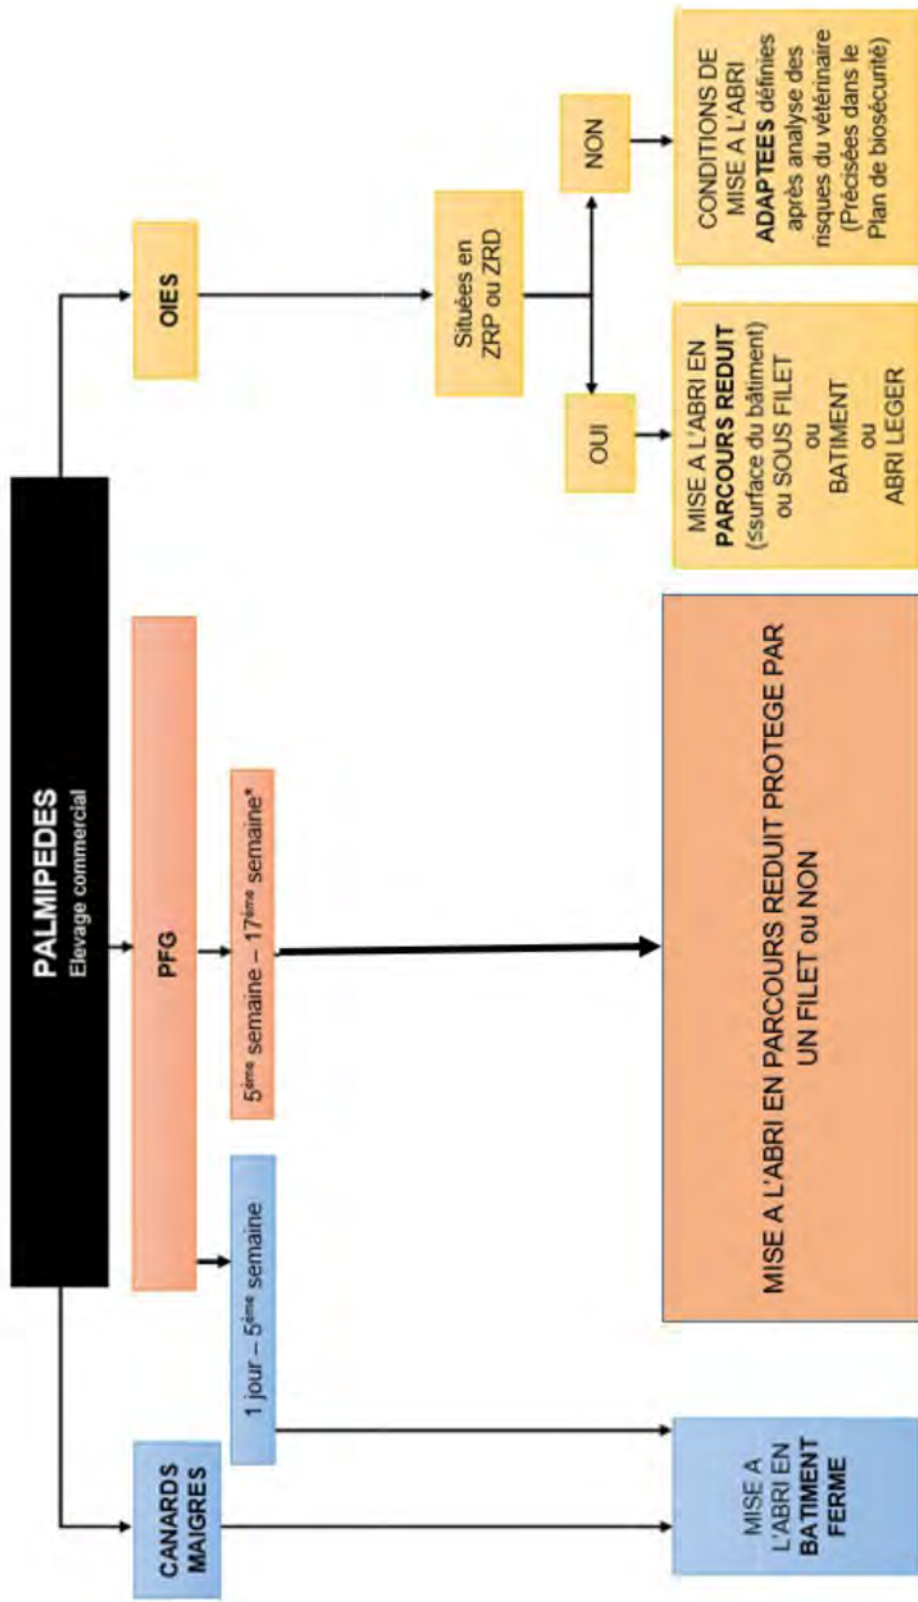 PALMIPEDES
Elevage commercial
CANARDS
MAIGRES
PFG
OIES
1 jour – 5ème semaine
5ème semaine – 17ème semaine*
Situées en
ZRP ou ZRD
OUI
NON
MISE A
L'ABRI EN
BATIMENT
FERME
MISE A L'ABRI EN PARCOURS REDUIT PROTEGE PAR
UN FILET ou NON
MISE A L'ABRI EN
PARCOURS REDUIT
(≤surface du bâtiment)
ou SOUS FILET
ou
BATIMENT
ou
ABRI LEGER
CONDITIONS DE
MISE A L'ABRI
ADAPTEES définies
après analyse des
risques du vétérinaire
(Précisées dans le
Plan de biosécurité)